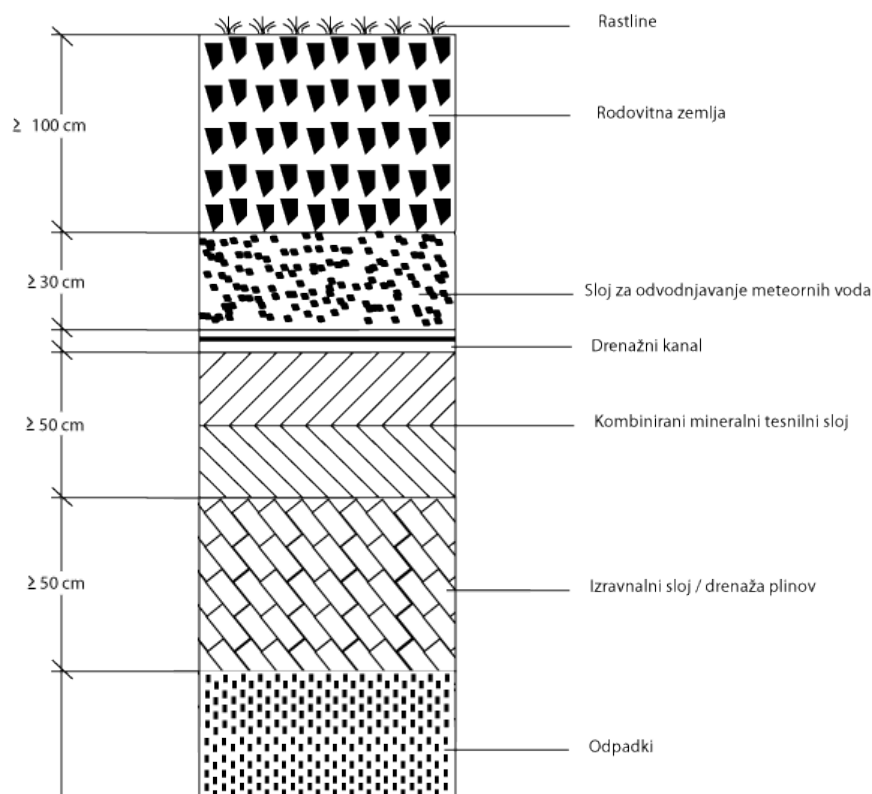 Rastline
≥ 100 cm
Rodovitna zemlja
≥ 30 cm
Sloj za odvodnjavanje meteornih voda
Drenažni kanal
≥ 50 cm
Kombinirani mineralni tesnilni sloj
≥ 50 cm
Izravnalni sloj / drenaža plinov
Odpadki